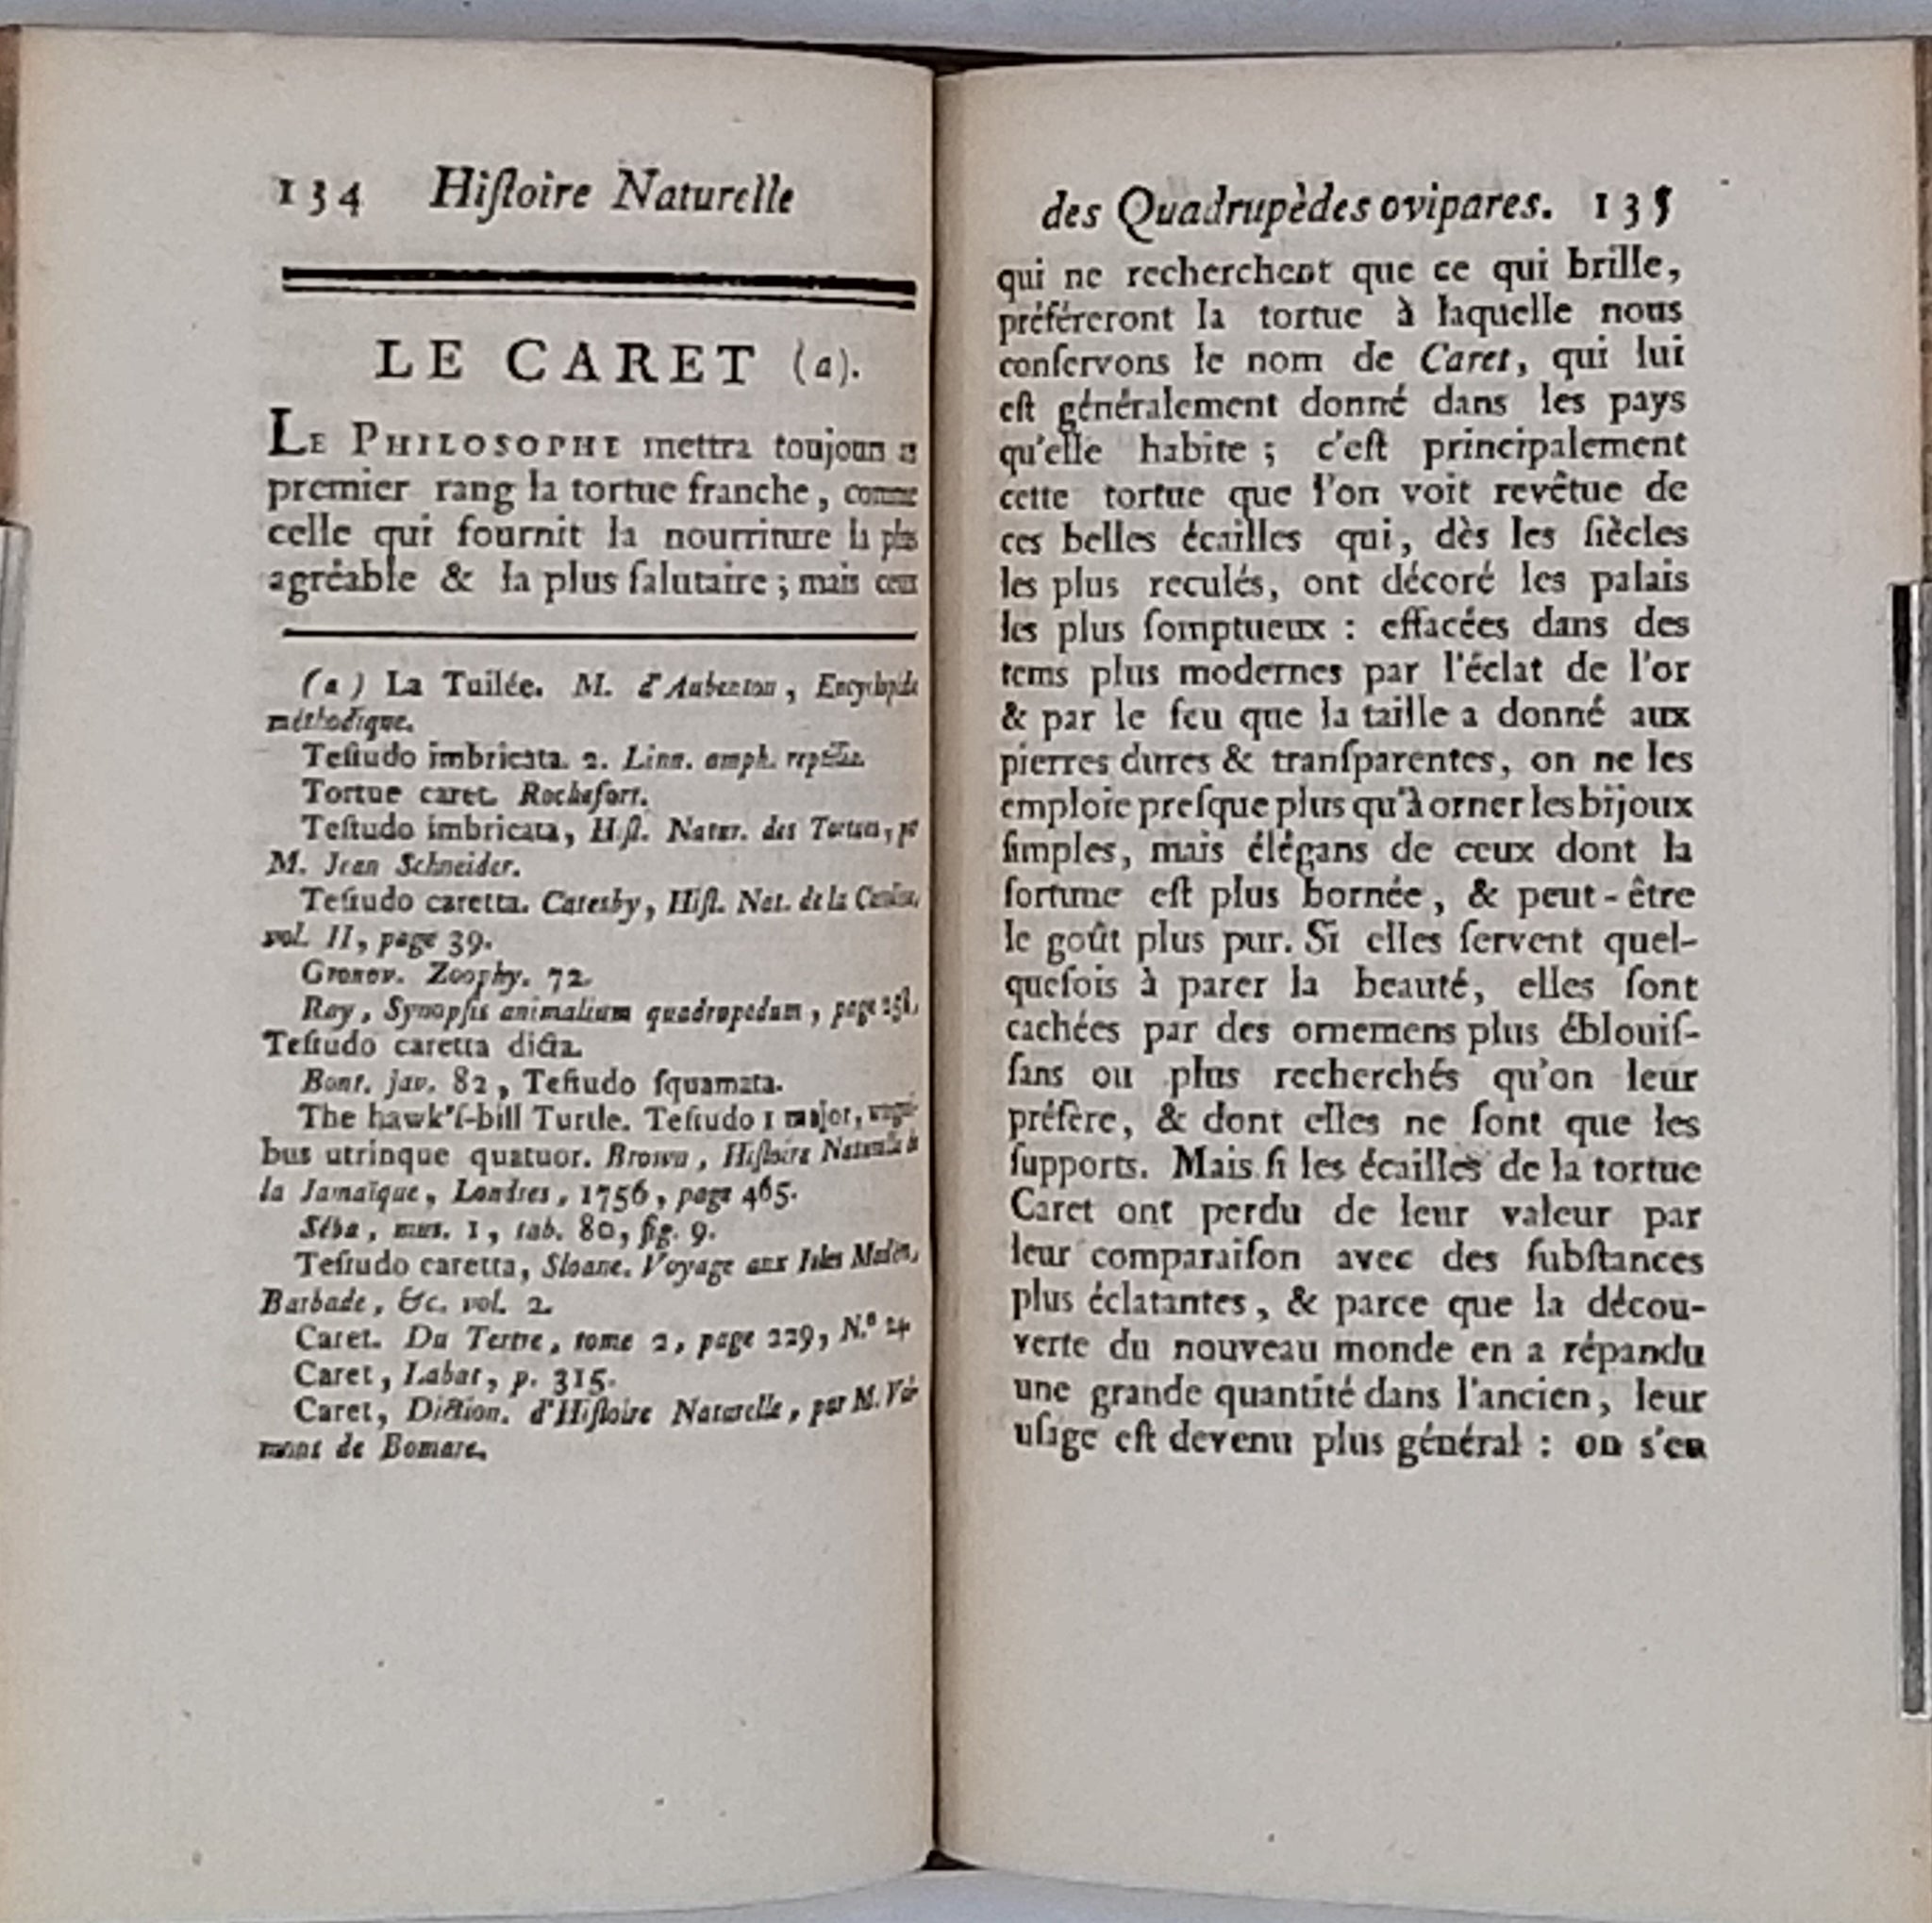 134 Hiſtoire Naturelle
LE CARET (a).
LE PHILOSOPHE mettra toujours au
premier rang la tortue franche, comme
celle qui fournit la nourriture la plus
agréable & la plus ſalutaire; mais ceux
(a) La Tuilée. M. d'Aubenton, Encyclopédie
méthodique.
Teſtudo imbricata. 2. Linn. amph. reptilia.
Tortue caret. Rochefort.
Teſtudo imbricata, Hiſt. Natur. des Tortues, par
M. Jean Schneider.
Teſtudo caretta. Catesby, Hiſt. Nat. de la Caroline,
vol. II, page 39.
Gronov. Zoophy. 72.
Ray, Synopſis animalium quadrupedum, page 258.
Teſtudo caretta dicta.
Bont. jav. 82, Teſtudo ſquamata.
The hawk'ſ-bill Turtle. Teſtudo 1 major, ungui-
bus utrinque quatuor. Brown, Hiſtoire Naturelle de
la Jamaïque, Londres, 1756, page 465.
Séba, mus. 1, tab. 80, fig. 9.
Teſtudo caretta, Sloane. Voyage aux Isles Madère,
Barbade, &c. vol. 2.
Caret. Du Tertre, tome 2, page 229, N.° 24.
Caret, Labat, p. 315.
Caret, Diction. d'Hiſtoire Naturelle, par M. Val-
mont de Bomare.
des Quadrupèdes ovipares. 135
qui ne recherchent que ce qui brille,
préféreront la tortue à laquelle nous
conſervons le nom de Caret, qui lui
eſt généralement donné dans les pays
qu'elle habite; c'eſt principalement
cette tortue que l'on voit revêtue de
ces belles écailles qui, dès les ſiècles
les plus reculés, ont décoré les palais
les plus ſomptueux : effacées dans des
tems plus modernes par l'éclat de l'or
& par le feu que la taille a donné aux
pierres dures & tranſparentes, on ne les
emploie preſque plus qu'à orner les bijoux
ſimples, mais élégans de ceux dont la
fortune eſt plus bornée, & peut-être
le goût plus pur. Si elles ſervent quel-
quefois à parer la beauté, elles ſont
cachées par des ornemens plus éblouiſ-
ſans ou plus recherchés qu'on leur
préfère, & dont elles ne ſont que les
ſupports. Mais ſi les écailles de la tortue
Caret ont perdu de leur valeur par
leur comparaiſon avec des ſubſtances
plus éclatantes, & parce que la décou-
verte du nouveau monde en a répandu
une grande quantité dans l'ancien, leur
uſage eſt devenu plus général : on s'en